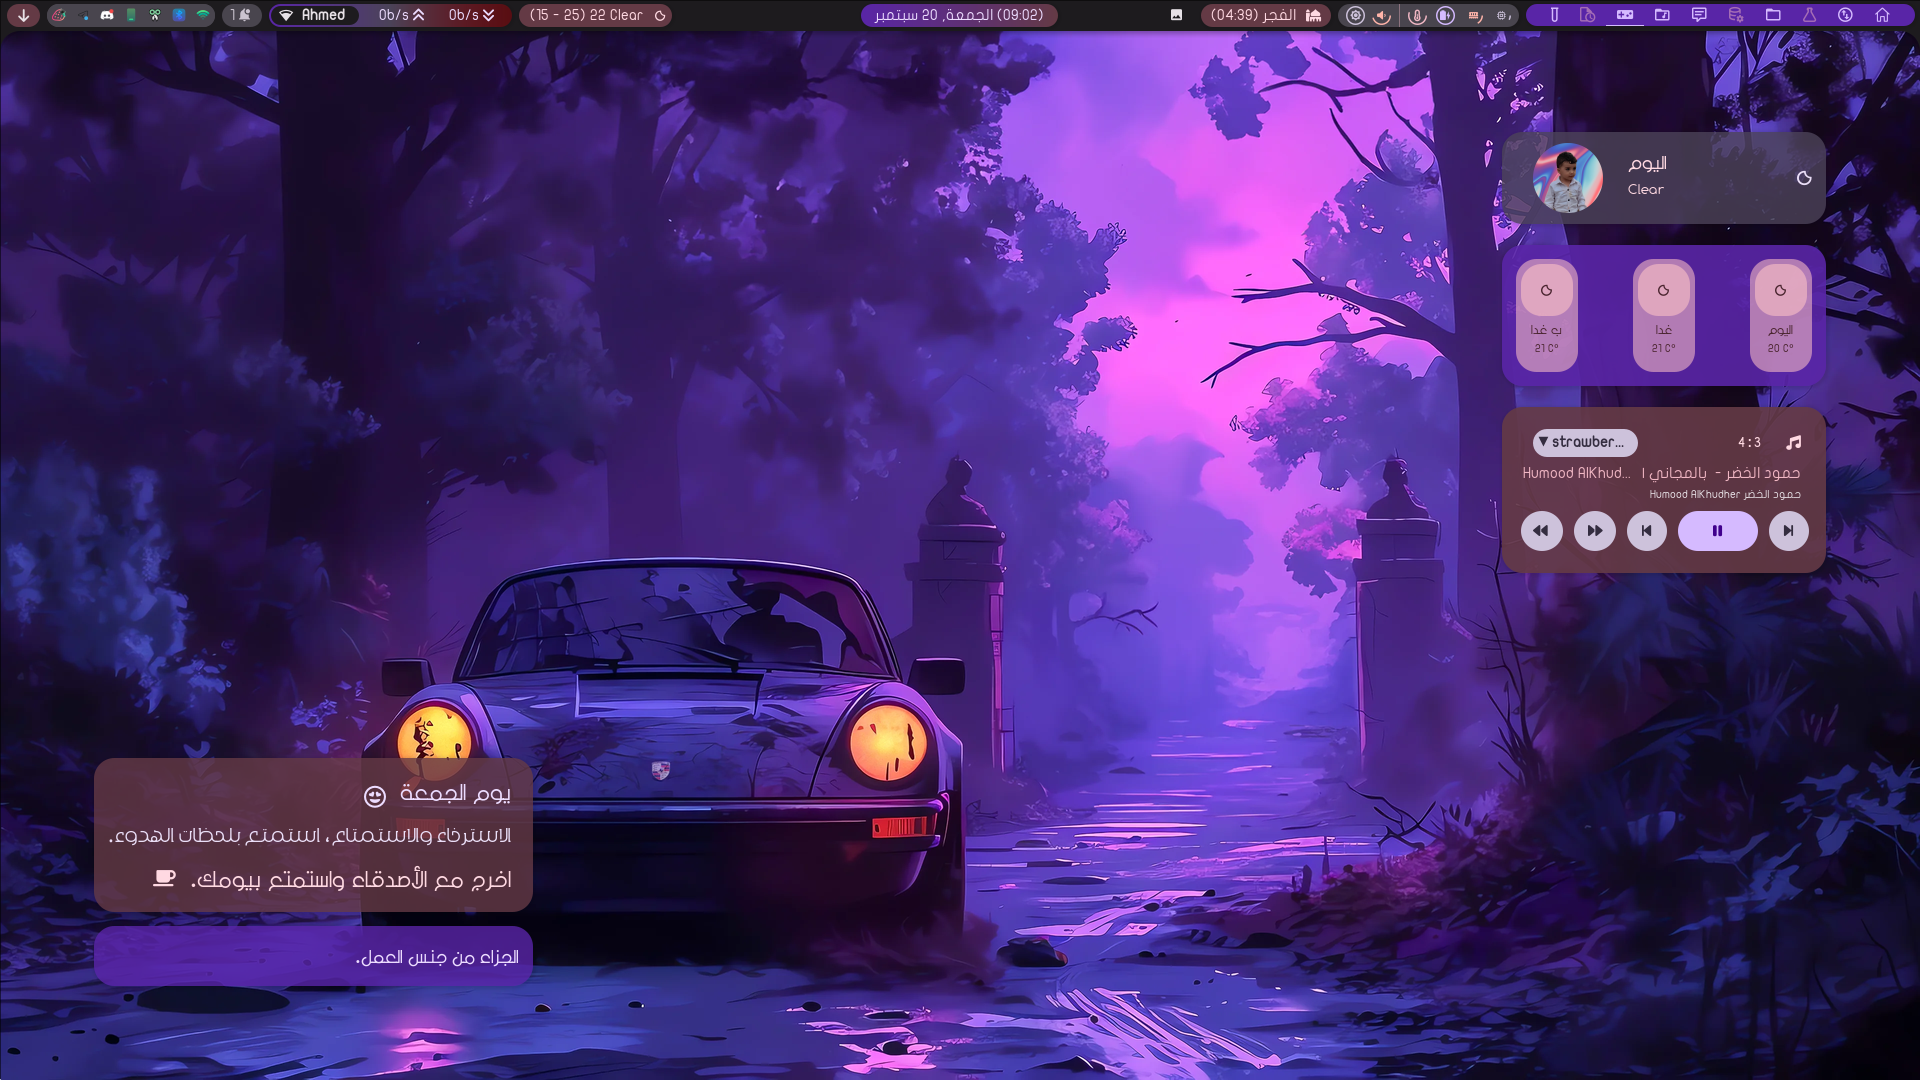 1
Ahmed
0b/s
0b/s
(15 - 25) 22 Clear
(09:02) الجمعة, 20 سبتمبر
الفجر (04:39)
اليوم
Clear
اليوم
20 C°
غدا
21 C°
ب غدا
21 C°
▼ strawber...
4:3
حمود الخضر - بالمجاني | Humood AlKhud...
حمود الخضر Humood AlKhudher
يوم الجمعة
الاسترخاء والاستمتاع، استمتع بلحظات الهدوء.
اخرج مع الأصدقاء واستمتع بيومك.
الجزاء من جنس العمل.